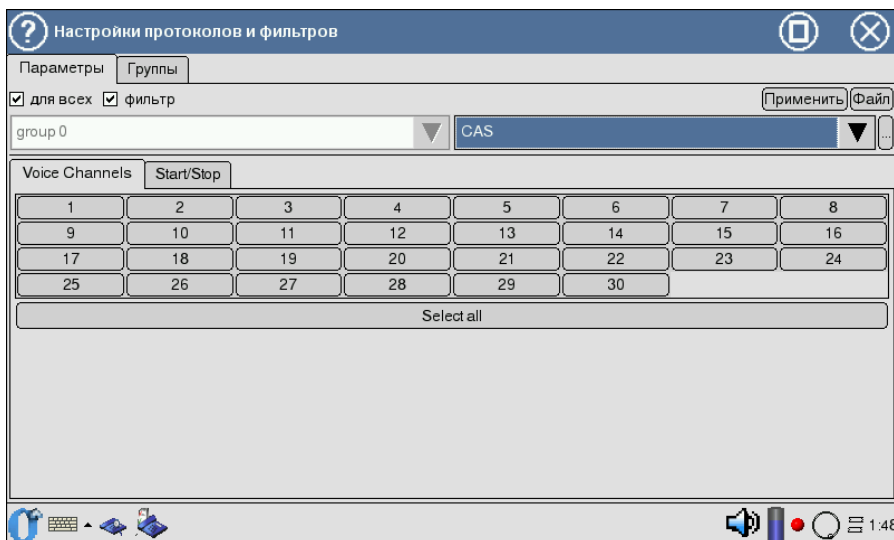 Настройки протоколов и фильтров
Параметры Группы
для всех фильтр Применить Файл
group 0 CAS ...
Voice Channels Start/Stop
1 2 3 4 5 6 7 8
9 10 11 12 13 14 15 16
17 18 19 20 21 22 23 24
25 26 27 28 29 30
Select all
1:48